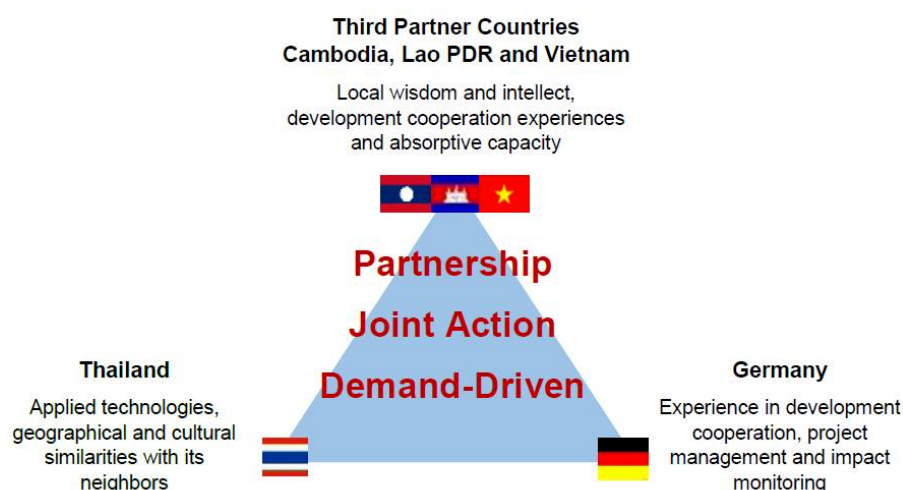 Third Partner Countries
Cambodia, Lao PDR and Vietnam
Local wisdom and intellect,
development cooperation experiences
and absorptive capacity
Partnership
Joint Action
Demand-Driven
Thailand
Applied technologies,
geographical and cultural
similarities with its
neighbors
Germany
Experience in development
cooperation, project
management and impact
monitoring